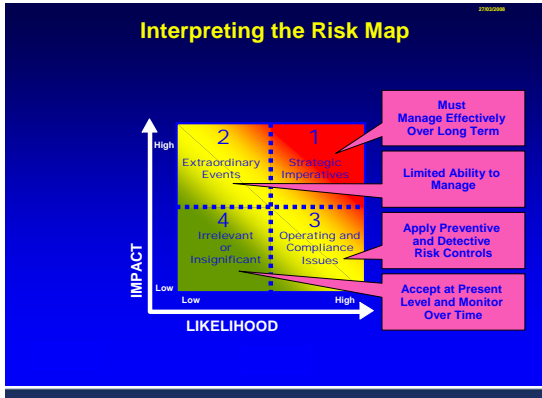 27/03/2008
Interpreting the Risk Map
Must
Manage Effectively
Over Long Term
2
1
High
Extraordinary
Events
Strategic
Imperatives
Limited Ability to
Manage
4
3
Irrelevant
or
Insignificant
Operating and
Compliance
Issues
Apply Preventive
and Detective
Risk Controls
IMPACT
Accept at Present
Level and Monitor
Over Time
Low
Low
High
LIKELIHOOD